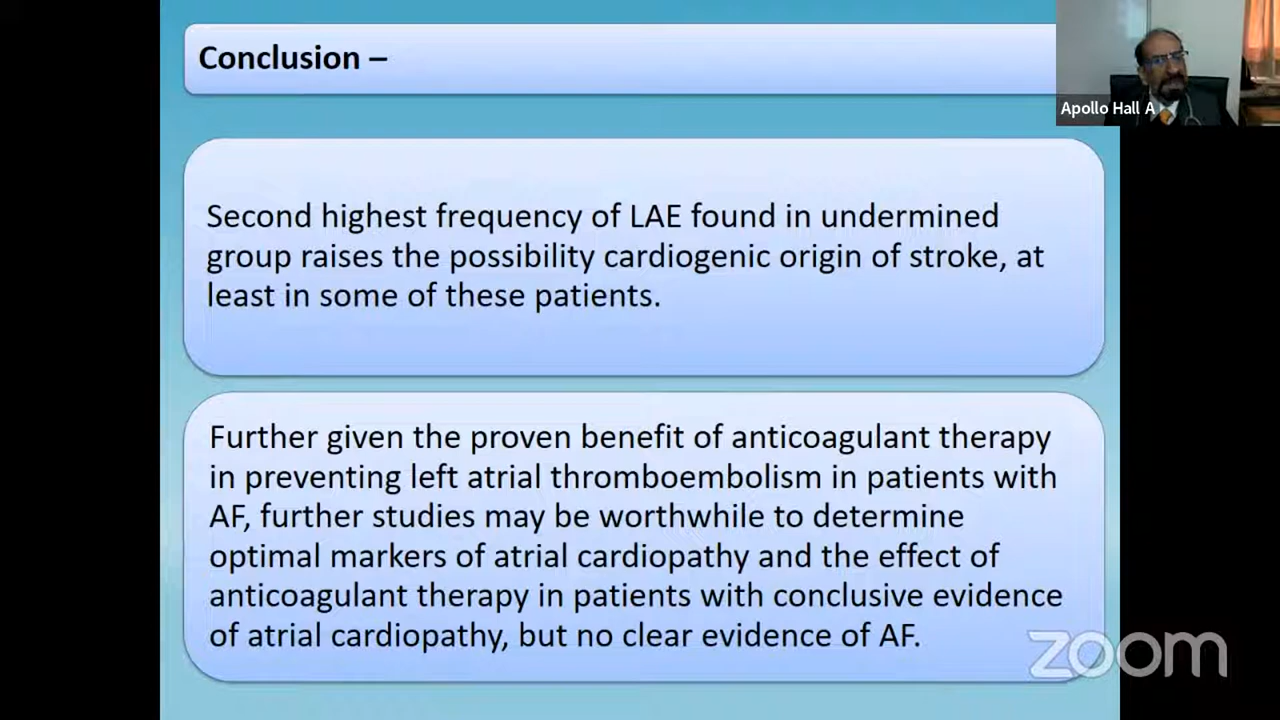 Conclusion –
Apollo Hall A
Second highest frequency of LAE found in undermined
group raises the possibility cardiogenic origin of stroke, at
least in some of these patients.
Further given the proven benefit of anticoagulant therapy
in preventing left atrial thromboembolism in patients with
AF, further studies may be worthwhile to determine
optimal markers of atrial cardiopathy and the effect of
anticoagulant therapy in patients with conclusive evidence
of atrial cardiopathy, but no clear evidence of AF.
zoom